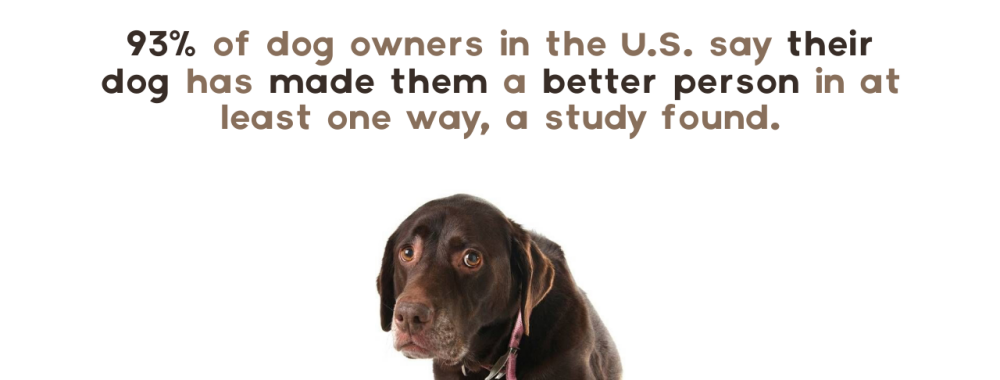 93% of dog owners in the U.S. say their
dog has made them a better person in at
least one way, a study found.